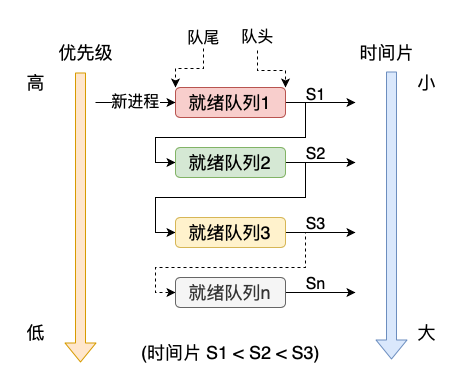 队尾 队头
优先级 时间片
高 新进程 就绪队列1 S1 小
就绪队列2 S2
就绪队列3 S3
就绪队列n Sn
低 大
(时间片 S1 < S2 < S3)